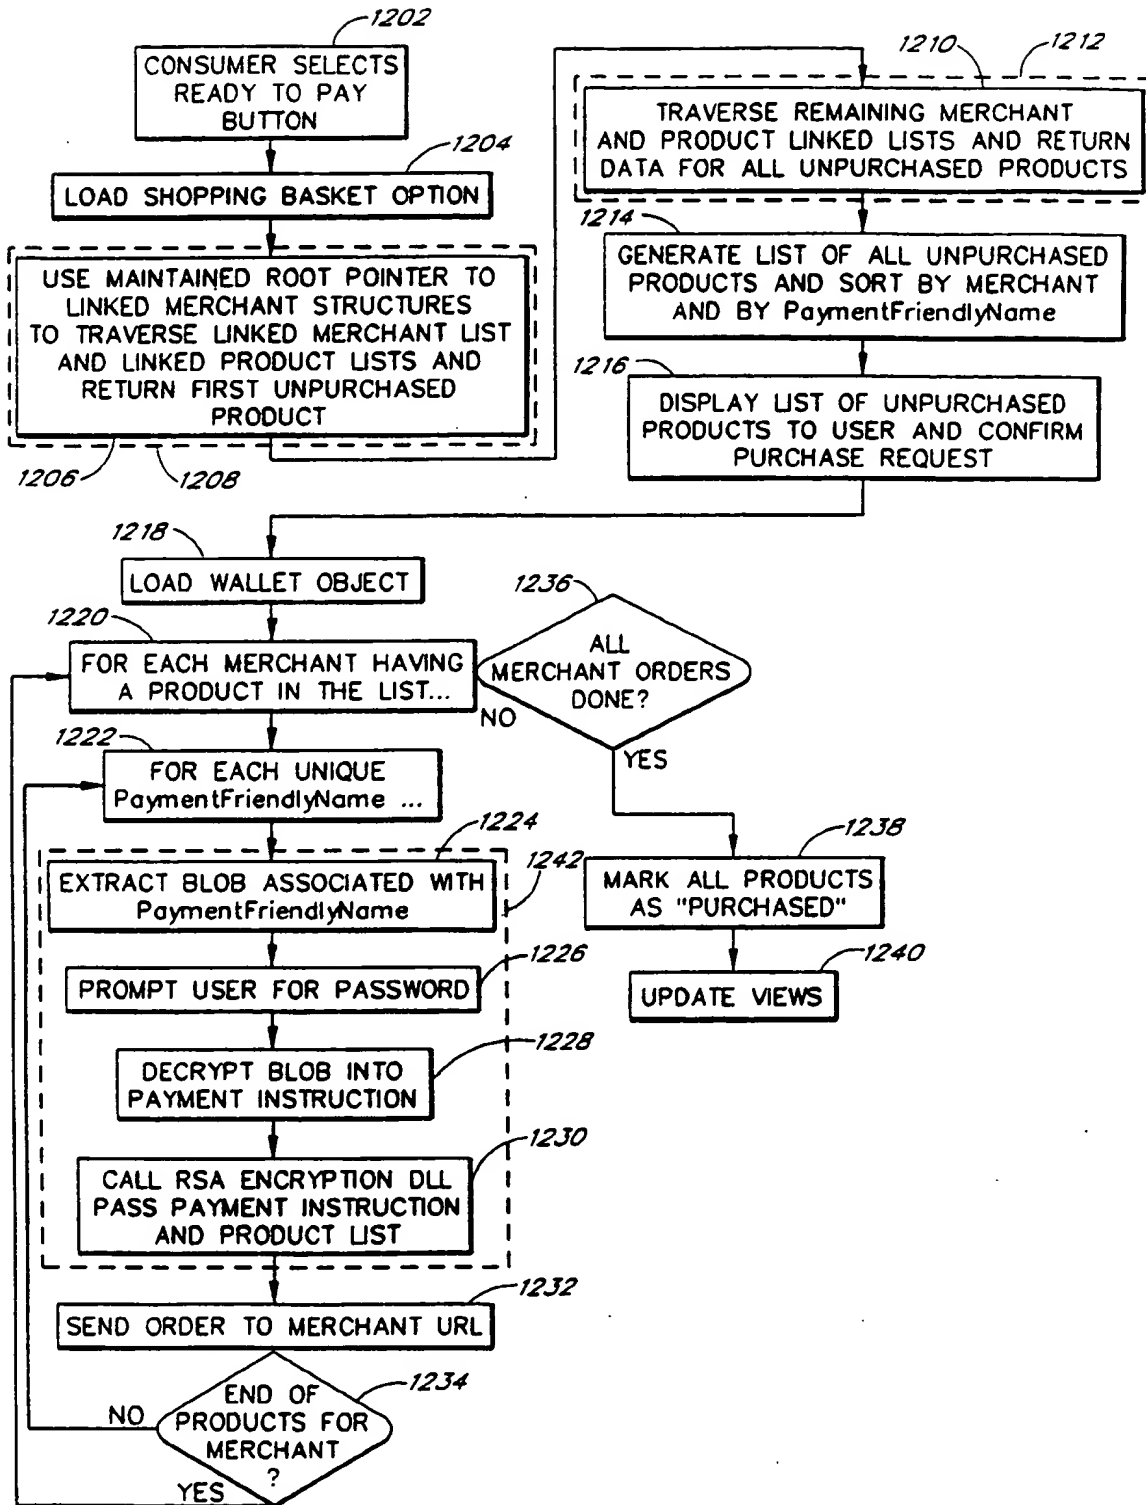 1202
CONSUMER SELECTS
READY TO PAY
BUTTON
1204
LOAD SHOPPING BASKET OPTION
USE MAINTAINED ROOT POINTER TO
LINKED MERCHANT STRUCTURES
TO TRAVERSE LINKED MERCHANT LIST
AND LINKED PRODUCT LISTS AND
RETURN FIRST UNPURCHASED
PRODUCT
1206
1208
1210
1212
TRAVERSE REMAINING MERCHANT
AND PRODUCT LINKED LISTS AND RETURN
DATA FOR ALL UNPURCHASED PRODUCTS
1214
GENERATE LIST OF ALL UNPURCHASED
PRODUCTS AND SORT BY MERCHANT
AND BY PaymentFriendlyName
1216
DISPLAY LIST OF UNPURCHASED
PRODUCTS TO USER AND CONFIRM
PURCHASE REQUEST
1218
LOAD WALLET OBJECT
1220
FOR EACH MERCHANT HAVING
A PRODUCT IN THE LIST...
1222
FOR EACH UNIQUE
PaymentFriendlyName ...
1224
1242
EXTRACT BLOB ASSOCIATED WITH
PaymentFriendlyName
1226
PROMPT USER FOR PASSWORD
1228
DECRYPT BLOB INTO
PAYMENT INSTRUCTION
1230
CALL RSA ENCRYPTION DLL
PASS PAYMENT INSTRUCTION
AND PRODUCT LIST
1232
SEND ORDER TO MERCHANT URL
1234
END OF
PRODUCTS FOR
MERCHANT
?
NO
YES
1236
ALL
MERCHANT ORDERS
DONE?
NO
YES
1238
MARK ALL PRODUCTS
AS "PURCHASED"
1240
UPDATE VIEWS